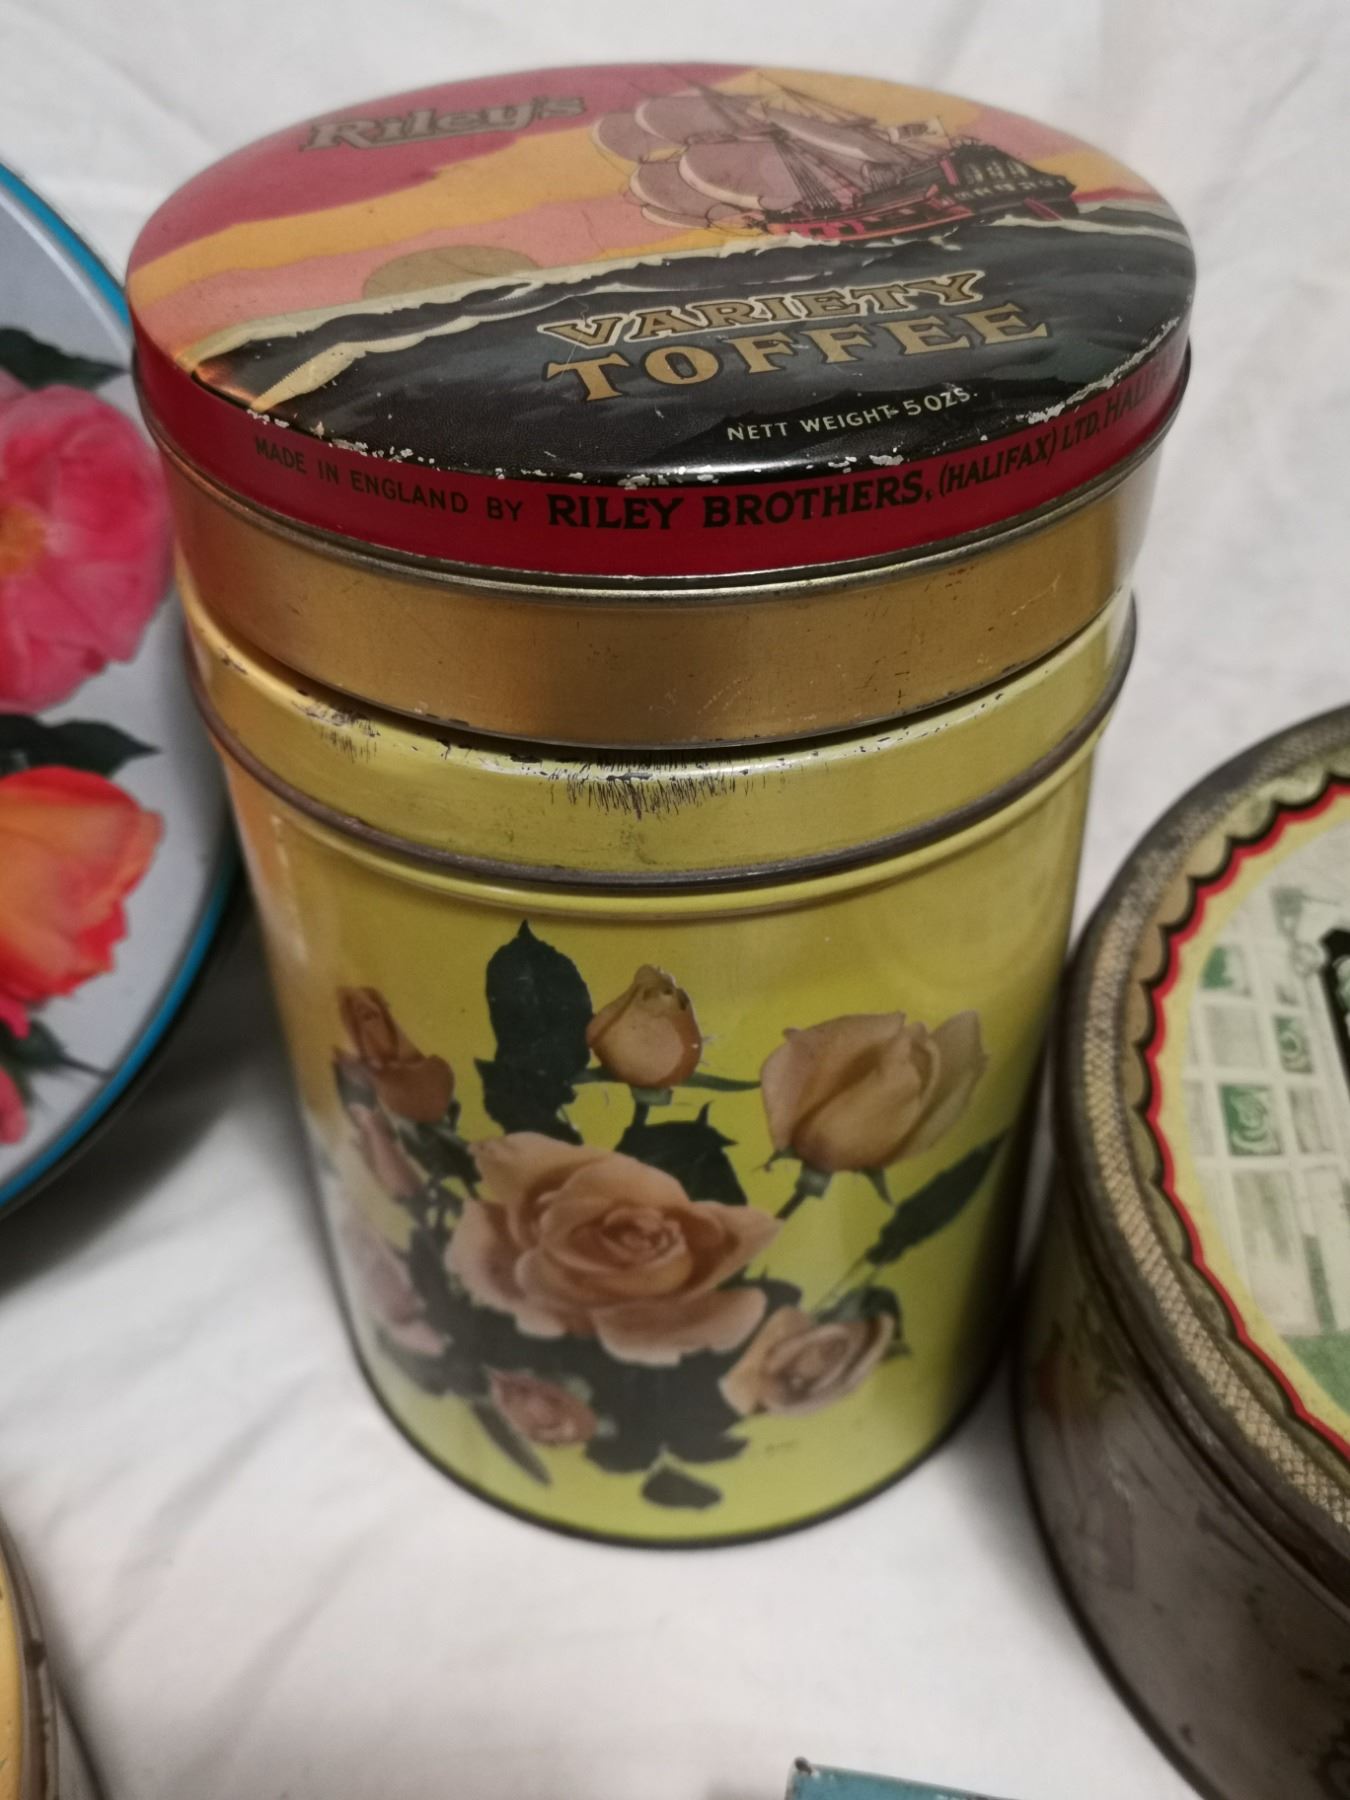 Riley's
VARIETY
TOFFEE
NETT WEIGHT- 5 OZS.
MADE IN ENGLAND BY RILEY BROTHERS, (HALIFAX) LTD,